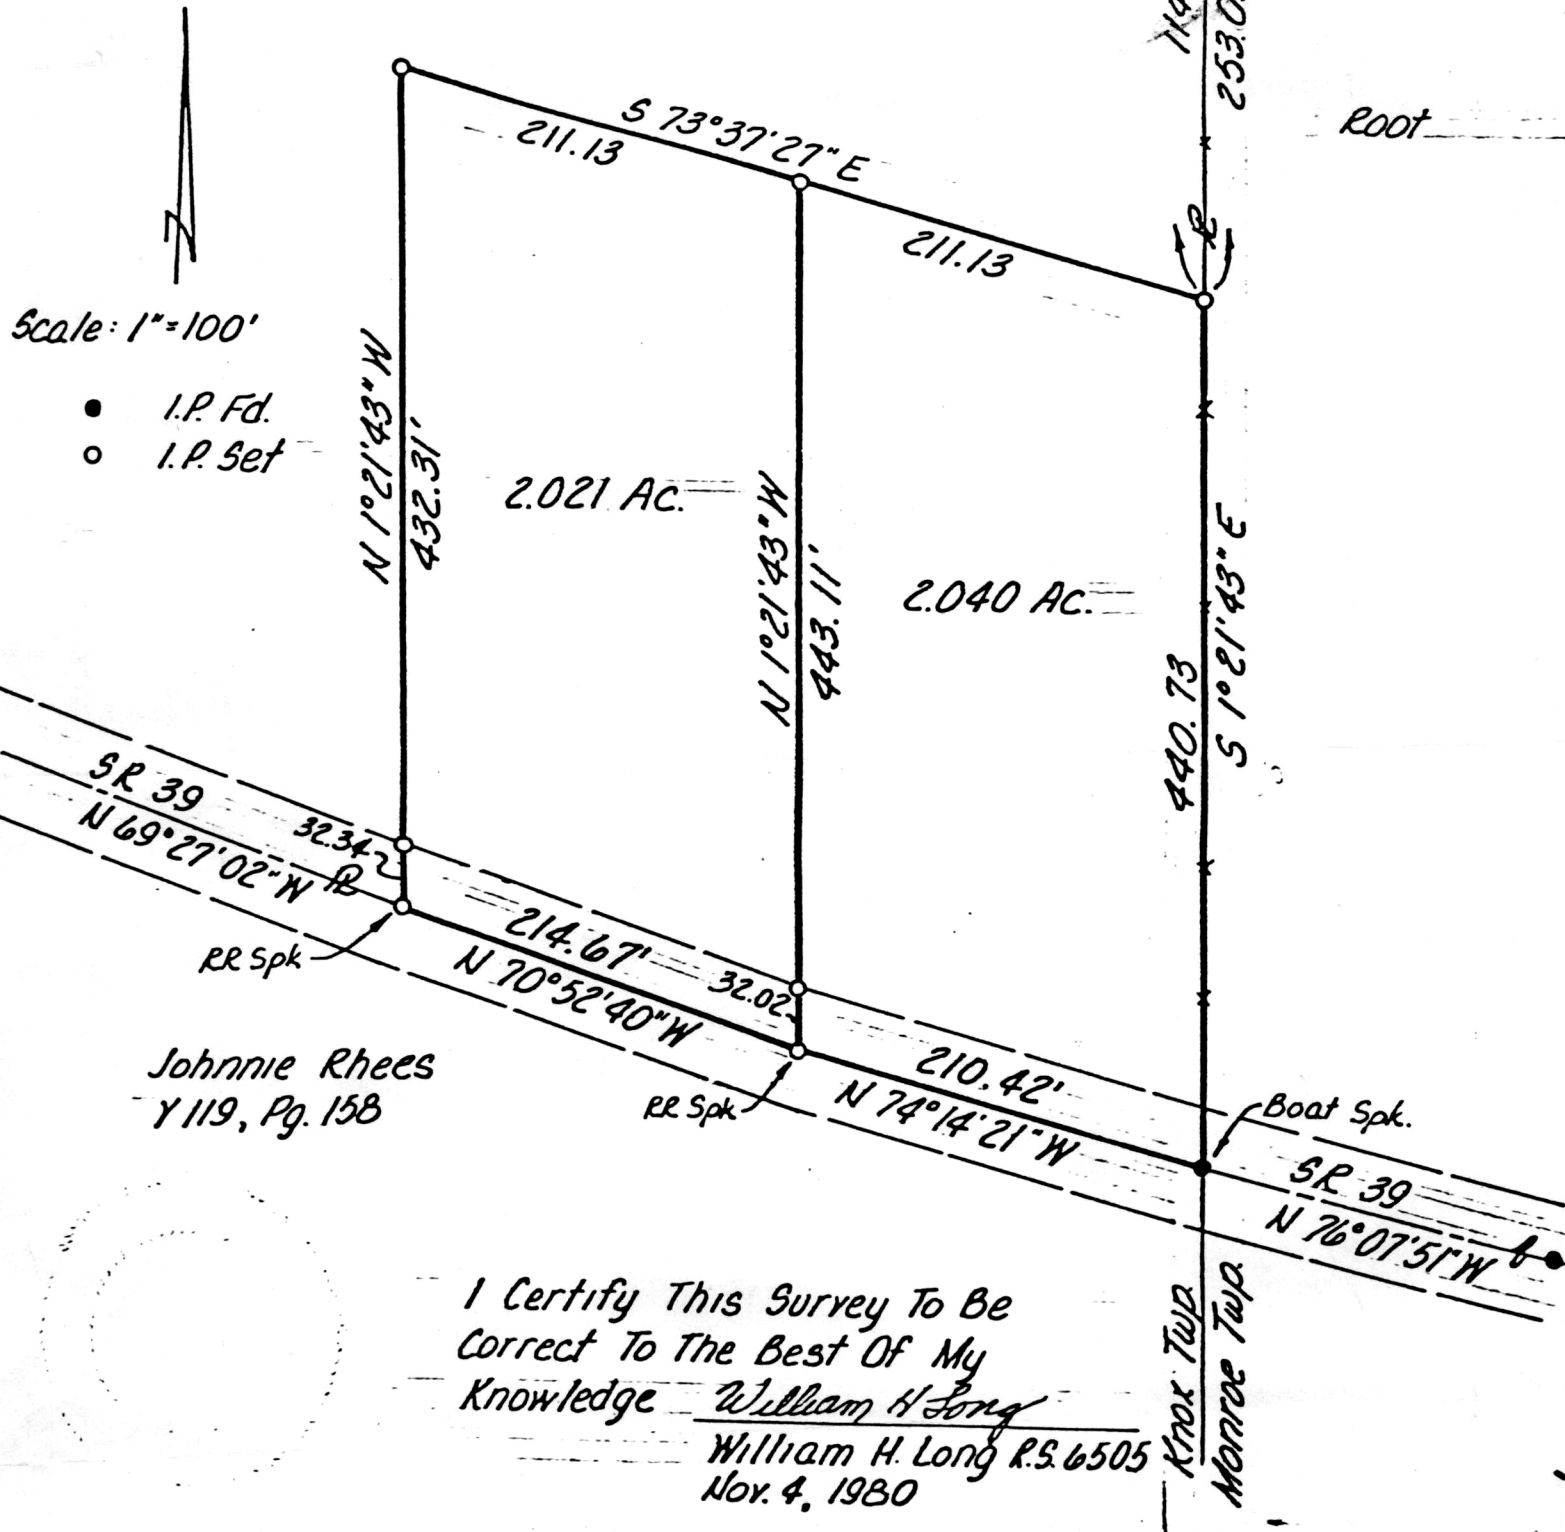 114.
253.0
Root
S 73°37'27" E
211.13
211.13
N
Scale: 1"=100'
I.P. Fd.
I.P. Set
N 1°21'43" W
432.31'
2.021 Ac.
N 1°21'43" W
443.11'
2.040 Ac.
440.73
S 1°21'43" E
SR 39
N 69°27'02" W
32.34
RR Spk
214.67'
N 70°52'40" W
32.02
RR Spk
210.42'
N 74°14'21" W
Boat Spk.
SR 39
N 76°07'51" W
Johnnie Rhees
V 119, Pg. 158
Knox Twp.
Monroe Twp.
I Certify This Survey To Be
Correct To The Best Of My
Knowledge William H Long
William H. Long R.S. 6505
Nov. 4, 1980